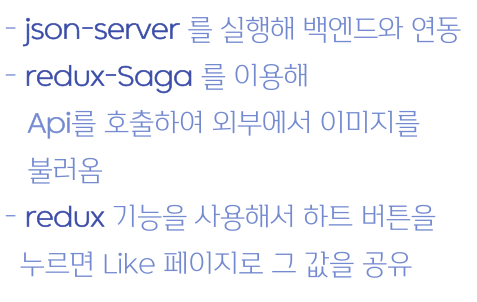 - json-server 를 실행해 백엔드와 연동
- redux-Saga 를 이용해
Api를 호출하여 외부에서 이미지를
불러옴
- redux 기능을 사용해서 하트 버튼을
누르면 Like 페이지로 그 값을 공유